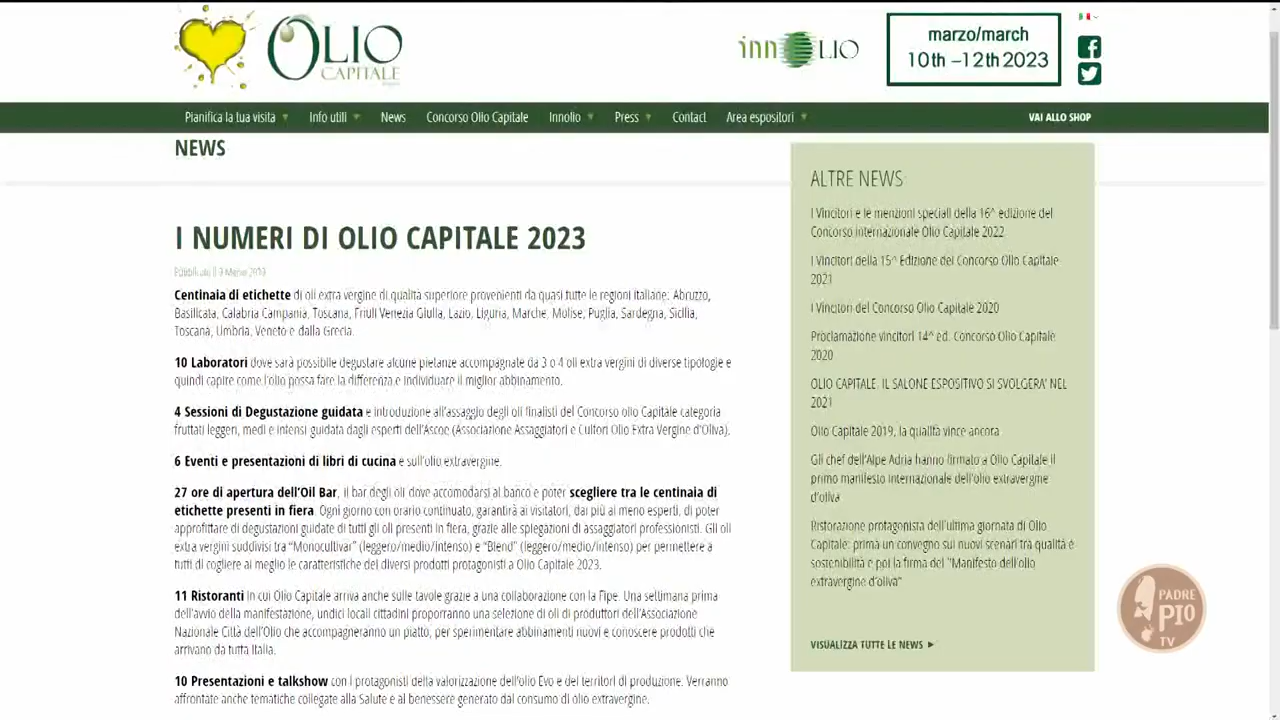 OLIO
CAPITALE
innOLIO
marzo/march
10th –12th 2023
Pianifica la tua visita
Info utili
News
Concorso Olio Capitale
Innolio
Press
Contact
Area espositori
VAI ALLO SHOP
NEWS
I NUMERI DI OLIO CAPITALE 2023
Centinaia di etichette di oli extra vergine di qualità superiore provenienti da quasi tutte le regioni italiane: Abruzzo,
Basilicata, Calabria Campania, Toscana, Friuli Venezia Giulia, Lazio, Liguria, Marche, Molise, Puglia, Sardegna, Sicilia,
Toscana, Umbria, Veneto e dalla Grecia.
10 Laboratori dove sarà possibile degustare alcune pietanze accompagnate da 3 o 4 oli extra vergini di diverse tipologie e
quindi capire come l'olio possa fare la differenza e individuare il miglior abbinamento.
4 Sessioni di Degustazione guidata e introduzione all'assaggio degli oli finalisti del Concorso olio Capitale categoria
fruttati leggeri, medi e intensi guidata dagli esperti dell'Ascoe (Associazione Assaggiatori e Cultori Olio Extra Vergine d'Oliva).
6 Eventi e presentazioni di libri di cucina e sull'olio extravergine.
27 ore di apertura dell'Oil Bar, il bar degli oli dove accomodarsi al banco e poter scegliere tra le centinaia di
etichette presenti in fiera. Ogni giorno con orario continuato, garantirà ai visitatori, dai più ai meno esperti, di poter
approfittare di degustazioni guidate di tutti gli oli presenti in fiera, grazie alle spiegazioni di assaggiatori professionisti. Gli oli
extra vergini suddivisi tra "Monocultivar" (leggero/medio/intenso) e "Blend" (leggero/medio/intenso) per permettere a
tutti di cogliere al meglio le caratteristiche dei diversi prodotti protagonisti a Olio Capitale 2023.
11 Ristoranti in cui Olio Capitale arriva anche sulle tavole grazie a una collaborazione con la Fipe. Una settimana prima
dell'avvio della manifestazione, undici locali cittadini proporranno una selezione di oli di produttori dell'Associazione
Nazionale Città dell'Olio che accompagneranno un piatto, per sperimentare abbinamenti nuovi e conoscere prodotti che
arrivano da tutta Italia.
10 Presentazioni e talkshow con i protagonisti della valorizzazione dell'olio Evo e dei territori di produzione. Verranno
affrontate anche tematiche collegate alla Salute e al benessere generato dal consumo di olio extravergine.
ALTRE NEWS
I Vincitori e le menzioni speciali della 16^ edizione del
Concorso internazionale Olio Capitale 2022
I Vincitori della 15^ Edizione del Concorso Olio Capitale
2021
I Vincitori del Concorso Olio Capitale 2020
Proclamazione vincitori 14^ ed. Concorso Olio Capitale
2020
OLIO CAPITALE. IL SALONE ESPOSITIVO SI SVOLGERA' NEL
2021
Olio Capitale 2019, la qualità vince ancora
Gli chef dell'Alpe Adria hanno firmato a Olio Capitale il
primo manifesto internazionale dell'olio extravergine
d'oliva
Ristorazione protagonista dell'ultima giornata di Olio
Capitale: prima un convegno sui nuovi scenari tra qualità e
sostenibilità e poi la firma del "Manifesto dell'olio
extravergine d'oliva"
VISUALIZZA TUTTE LE NEWS
PADRE
PIO
TV